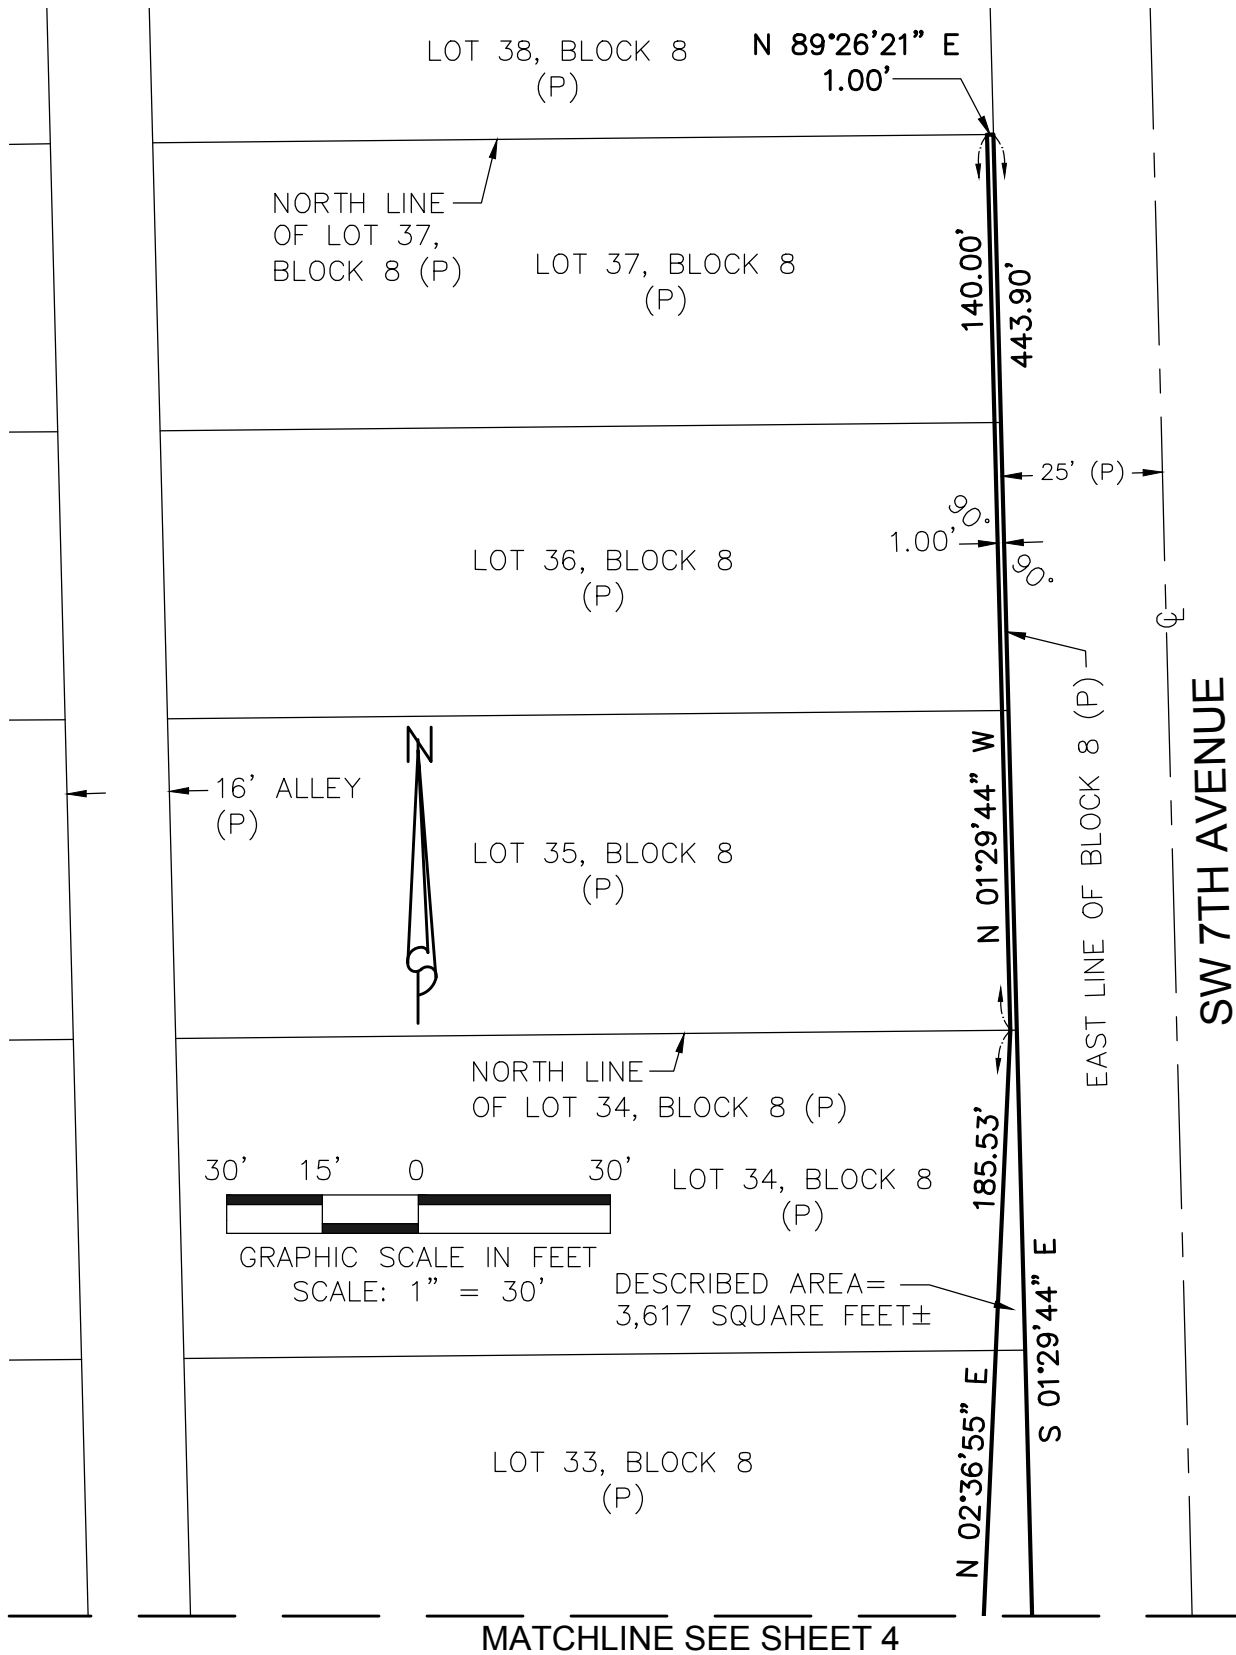 LOT 38, BLOCK 8
(P)
N 89°26'21" E
1.00'
NORTH LINE
OF LOT 37,
BLOCK 8 (P)
LOT 37, BLOCK 8
(P)
140.00'
443.90'
25' (P)
90°
1.00'
90°
LOT 36, BLOCK 8
(P)
CL
N
16' ALLEY
(P)
LOT 35, BLOCK 8
(P)
N 01°29'44" W
EAST LINE OF BLOCK 8 (P)
SW 7TH AVENUE
NORTH LINE
OF LOT 34, BLOCK 8 (P)
185.53'
30' 15' 0 30'
GRAPHIC SCALE IN FEET
SCALE: 1" = 30'
LOT 34, BLOCK 8
(P)
DESCRIBED AREA=
3,617 SQUARE FEET±
S 01°29'44" E
N 02°36'55" E
LOT 33, BLOCK 8
(P)
MATCHLINE SEE SHEET 4